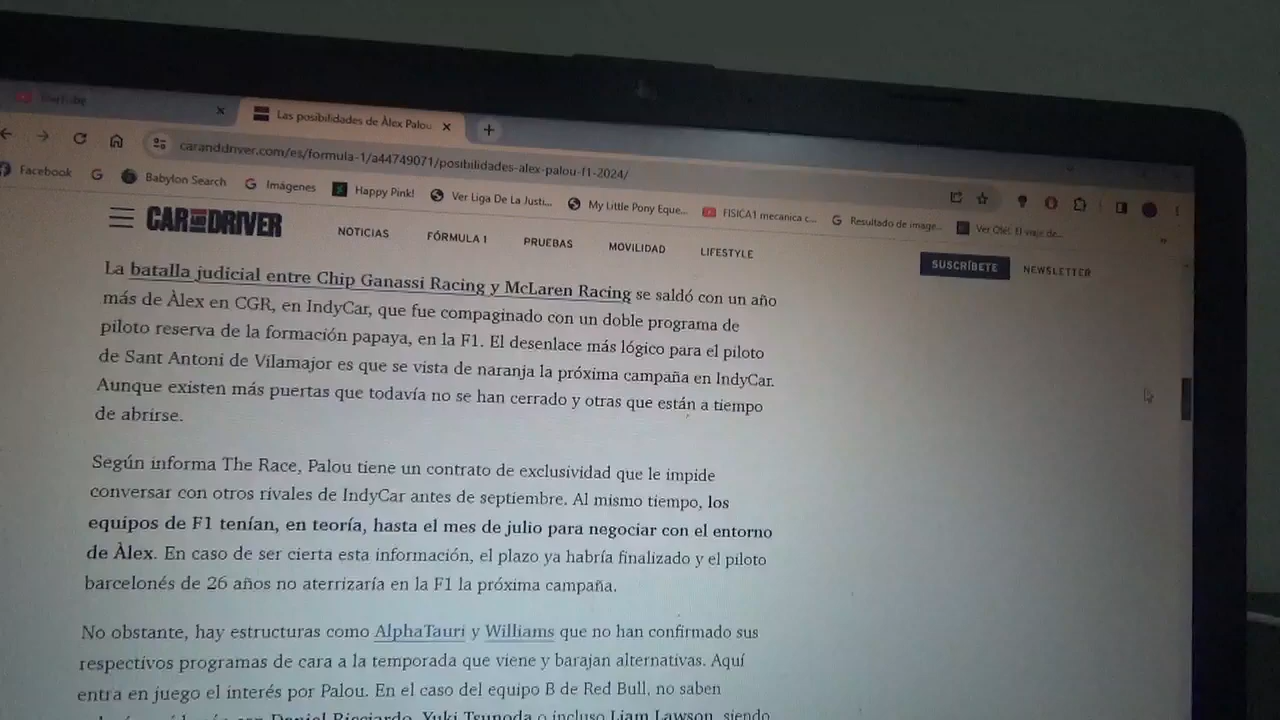 YouTube
Las posibilidades de Àlex Palou
caranddriver.com/es/formula-1/a44749071/posibilidades-alex-palou-f1-2024/
Facebook
Babylon Search
Imágenes
Happy Pink!
Ver Liga De La Justi...
My Little Pony Eque...
FISICA1 mecanica c...
Resultado de image...
Ver Olé!. El viaje de...
CAR AND DRIVER
NOTICIAS
FÓRMULA 1
PRUEBAS
MOVILIDAD
LIFESTYLE
SUSCRÍBETE
NEWSLETTER
La batalla judicial entre Chip Ganassi Racing y McLaren Racing se saldó con un año
más de Àlex en CGR, en IndyCar, que fue compaginado con un doble programa de
piloto reserva de la formación papaya, en la F1. El desenlace más lógico para el piloto
de Sant Antoni de Vilamajor es que se vista de naranja la próxima campaña en IndyCar.
Aunque existen más puertas que todavía no se han cerrado y otras que están a tiempo
de abrirse.
Según informa The Race, Palou tiene un contrato de exclusividad que le impide
conversar con otros rivales de IndyCar antes de septiembre. Al mismo tiempo, los
equipos de F1 tenían, en teoría, hasta el mes de julio para negociar con el entorno
de Àlex. En caso de ser cierta esta información, el plazo ya habría finalizado y el piloto
barcelonés de 26 años no aterrizaría en la F1 la próxima campaña.
No obstante, hay estructuras como AlphaTauri y Williams que no han confirmado sus
respectivos programas de cara a la temporada que viene y barajan alternativas. Aquí
entra en juego el interés por Palou. En el caso del equipo B de Red Bull, no saben
Daniel Ricciardo, Yuki Tsunoda o incluso Liam Lawson, siendo